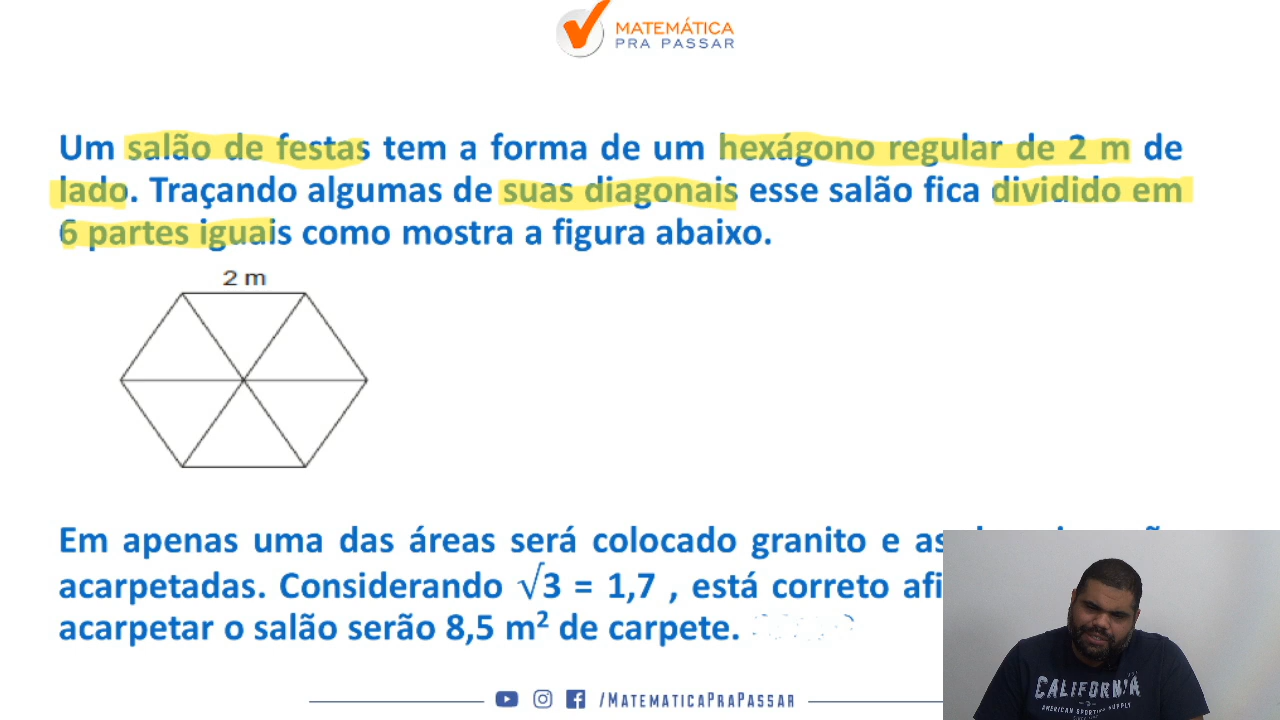 MATEMÁTICA
PRA PASSAR
Um salão de festas tem a forma de um hexágono regular de 2 m de
lado. Traçando algumas de suas diagonais esse salão fica dividido em
6 partes iguais como mostra a figura abaixo.
2 m
Em apenas uma das áreas será colocado granito e as
acarpetadas. Considerando √3 = 1,7 , está correto
acarpetar o salão serão 8,5 m² de carpete.
CALIFORNIA
AMERICAN SPORTING SUPPLY
/MATEMATICAPRAPASSAR